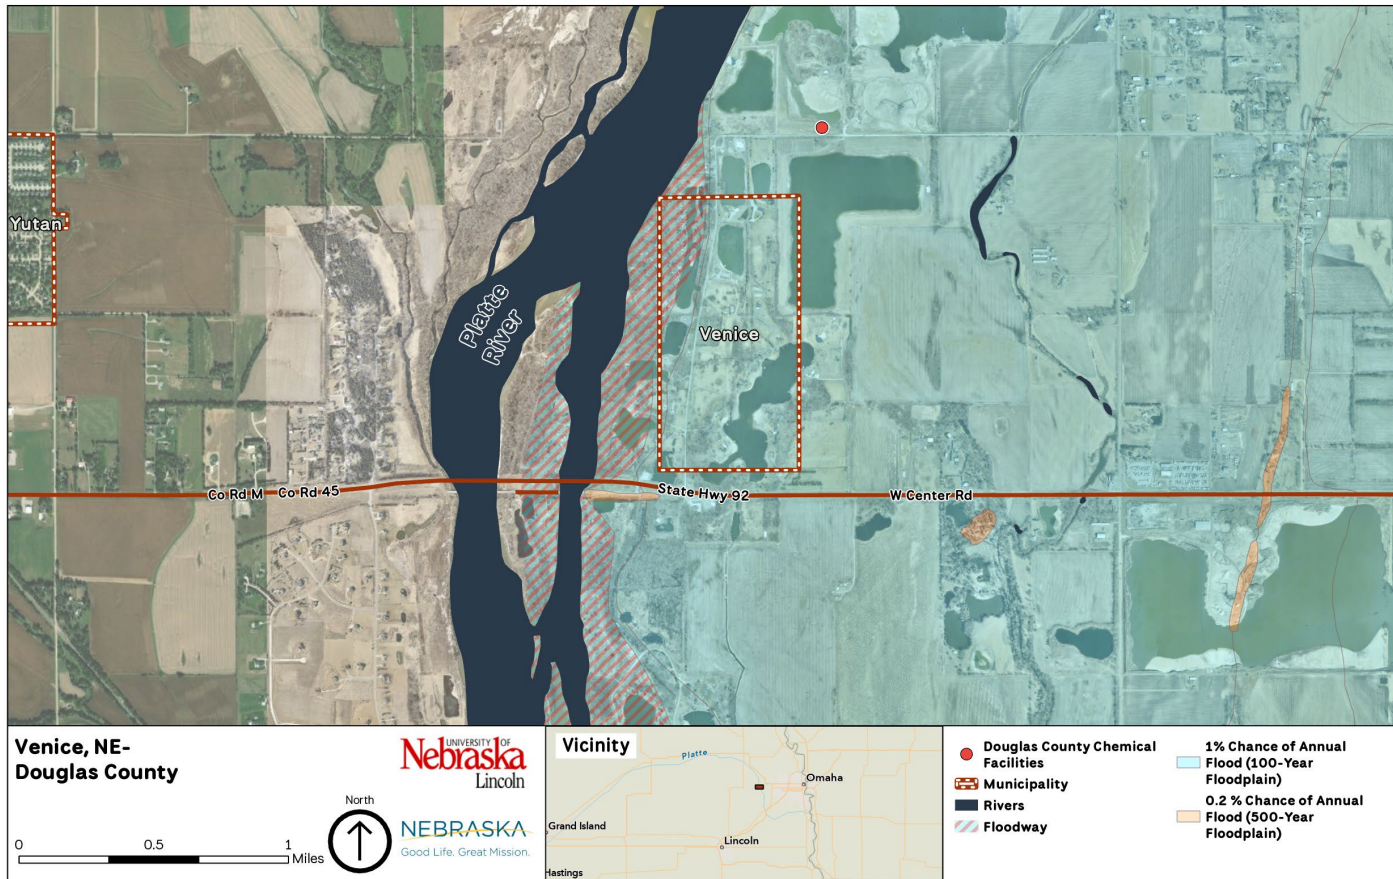 Yutan
Platte
River
Venice
Co Rd M
Co Rd 45
State Hwy 92
W Center Rd
Venice, NE-
Douglas County
0
0.5
1
Miles
North
UNIVERSITY OF
Nebraska
Lincoln
NEBRASKA
Good Life. Great Mission.
Vicinity
Platte
Omaha
Grand Island
Lincoln
Hastings
Douglas County Chemical
Facilities
Municipality
Rivers
Floodway
1% Chance of Annual
Flood (100-Year
Floodplain)
0.2 % Chance of Annual
Flood (500-Year
Floodplain)